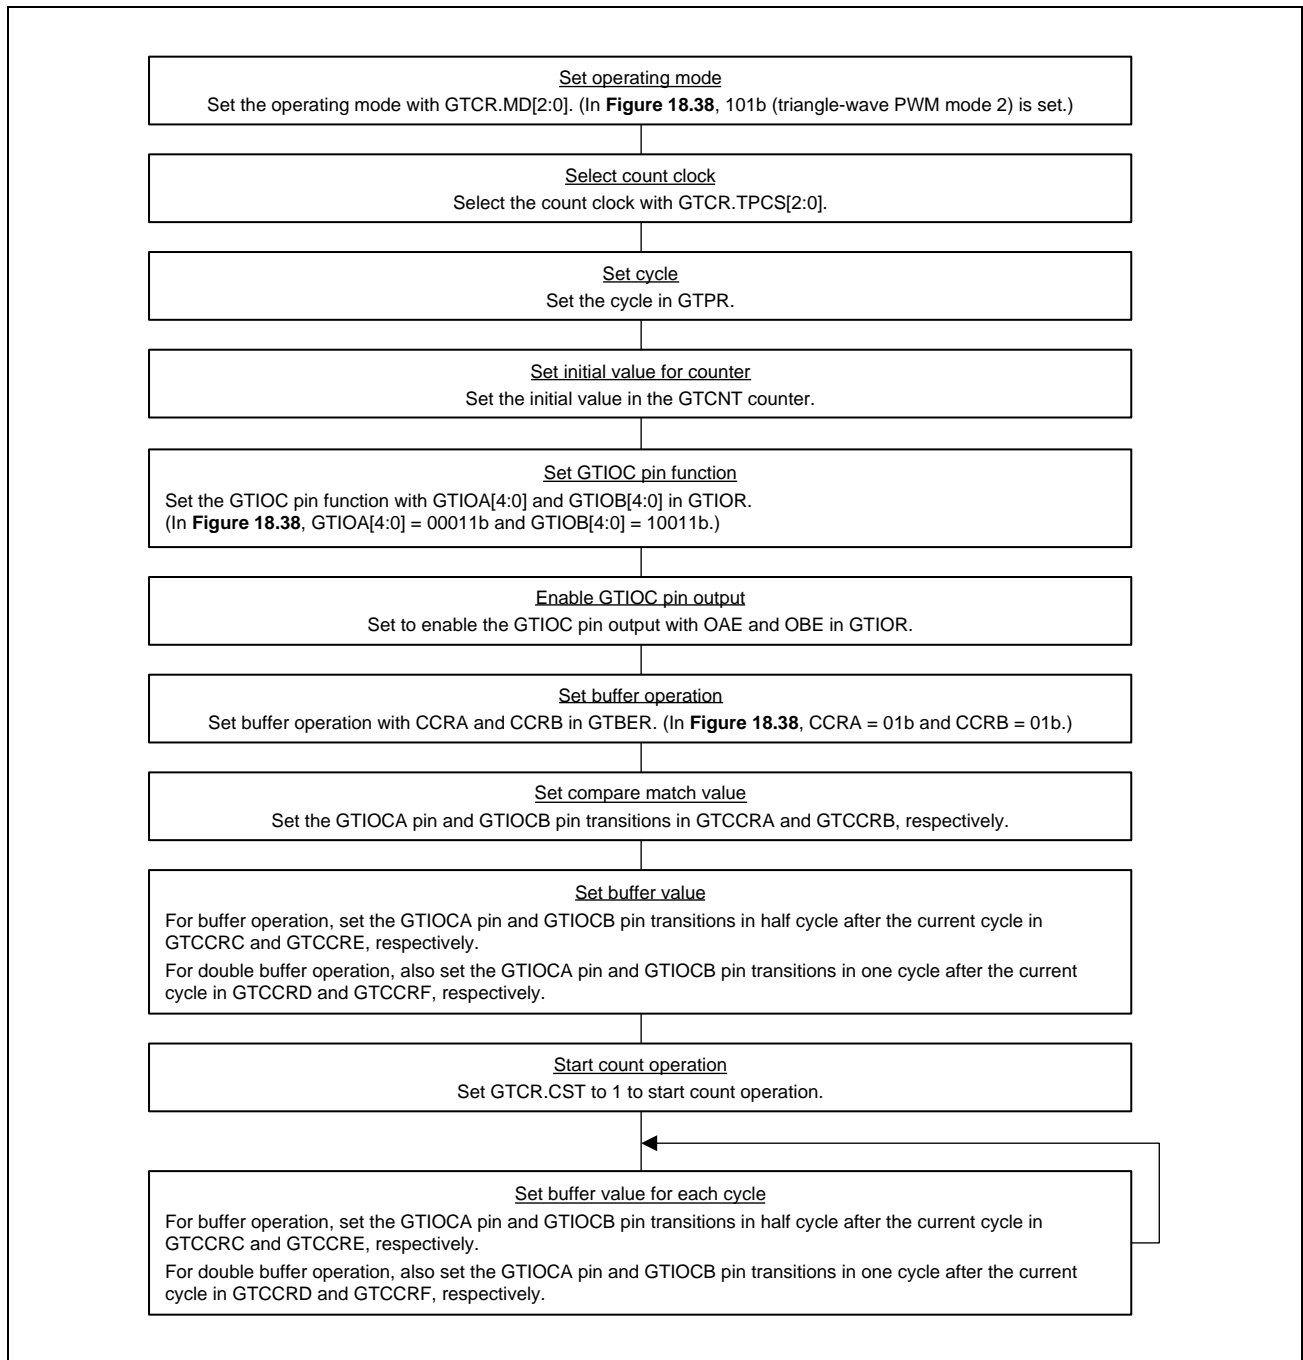 Set operating mode
Set the operating mode with GTCR.MD[2:0]. (In Figure 18.38, 101b (triangle-wave PWM mode 2) is set.)
Select count clock
Select the count clock with GTCR.TPCS[2:0].
Set cycle
Set the cycle in GTPR.
Set initial value for counter
Set the initial value in the GTCNT counter.
Set GTIOC pin function
Set the GTIOC pin function with GTIOA[4:0] and GTIOB[4:0] in GTIOR.
(In Figure 18.38, GTIOA[4:0] = 00011b and GTIOB[4:0] = 10011b.)
Enable GTIOC pin output
Set to enable the GTIOC pin output with OAE and OBE in GTIOR.
Set buffer operation
Set buffer operation with CCRA and CCRB in GTBER. (In Figure 18.38, CCRA = 01b and CCRB = 01b.)
Set compare match value
Set the GTIOCA pin and GTIOCB pin transitions in GTCCRA and GTCCRB, respectively.
Set buffer value
For buffer operation, set the GTIOCA pin and GTIOCB pin transitions in half cycle after the current cycle in
GTCCRC and GTCCRE, respectively.
For double buffer operation, also set the GTIOCA pin and GTIOCB pin transitions in one cycle after the current
cycle in GTCCRD and GTCCRF, respectively.
Start count operation
Set GTCR.CST to 1 to start count operation.
Set buffer value for each cycle
For buffer operation, set the GTIOCA pin and GTIOCB pin transitions in half cycle after the current cycle in
GTCCRC and GTCCRE, respectively.
For double buffer operation, also set the GTIOCA pin and GTIOCB pin transitions in one cycle after the current
cycle in GTCCRD and GTCCRF, respectively.